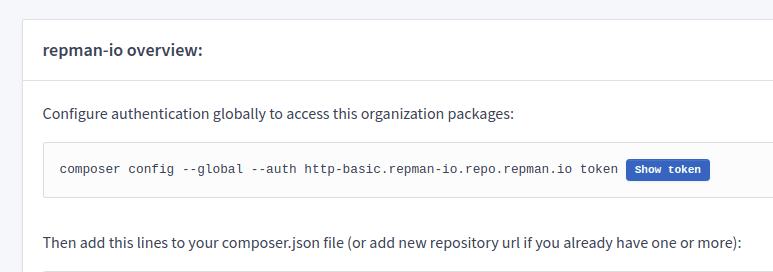 repman-io overview:
Configure authentication globally to access this organization packages:
composer config --global --auth http-basic.repman-io.repo.repman.io token Show token
Then add this lines to your composer.json file (or add new repository url if you already have one or more):